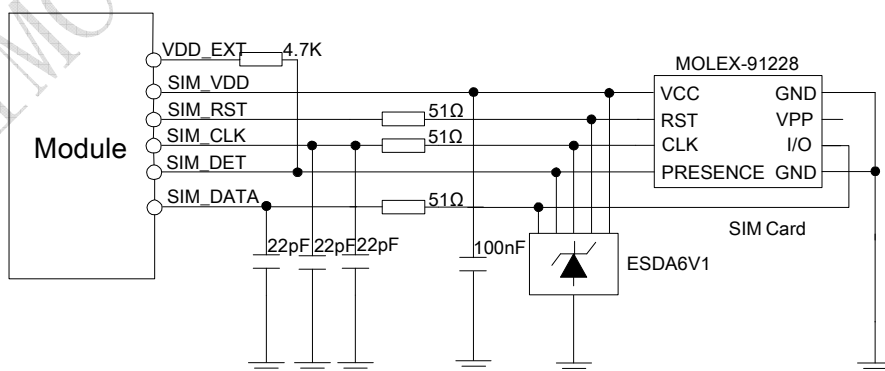 VDD_EXT 4.7K
MOLEX-91228
SIM_VDD
VCC GND
SIM_RST 51Ω RST VPP
SIM_CLK 51Ω CLK I/O
Module
SIM_DET PRESENCE GND
SIM_DATA 51Ω
SIM Card
22pF 22pF 22pF 100nF
ESDA6V1